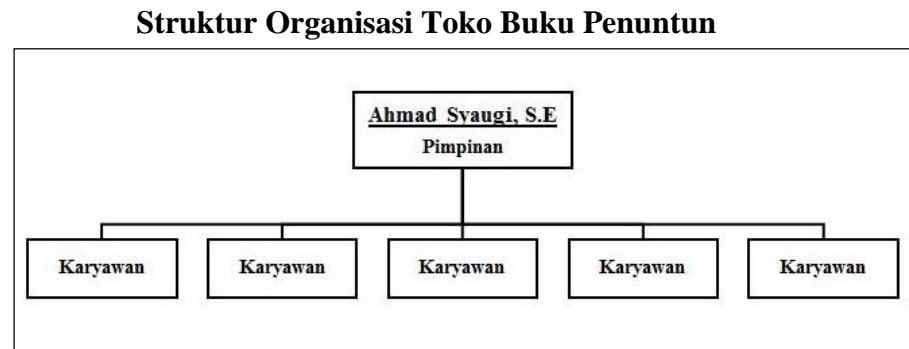 Struktur Organisasi Toko Buku Penuntun
Ahmad Syaugi, S.E
Pimpinan
Karyawan Karyawan Karyawan Karyawan Karyawan